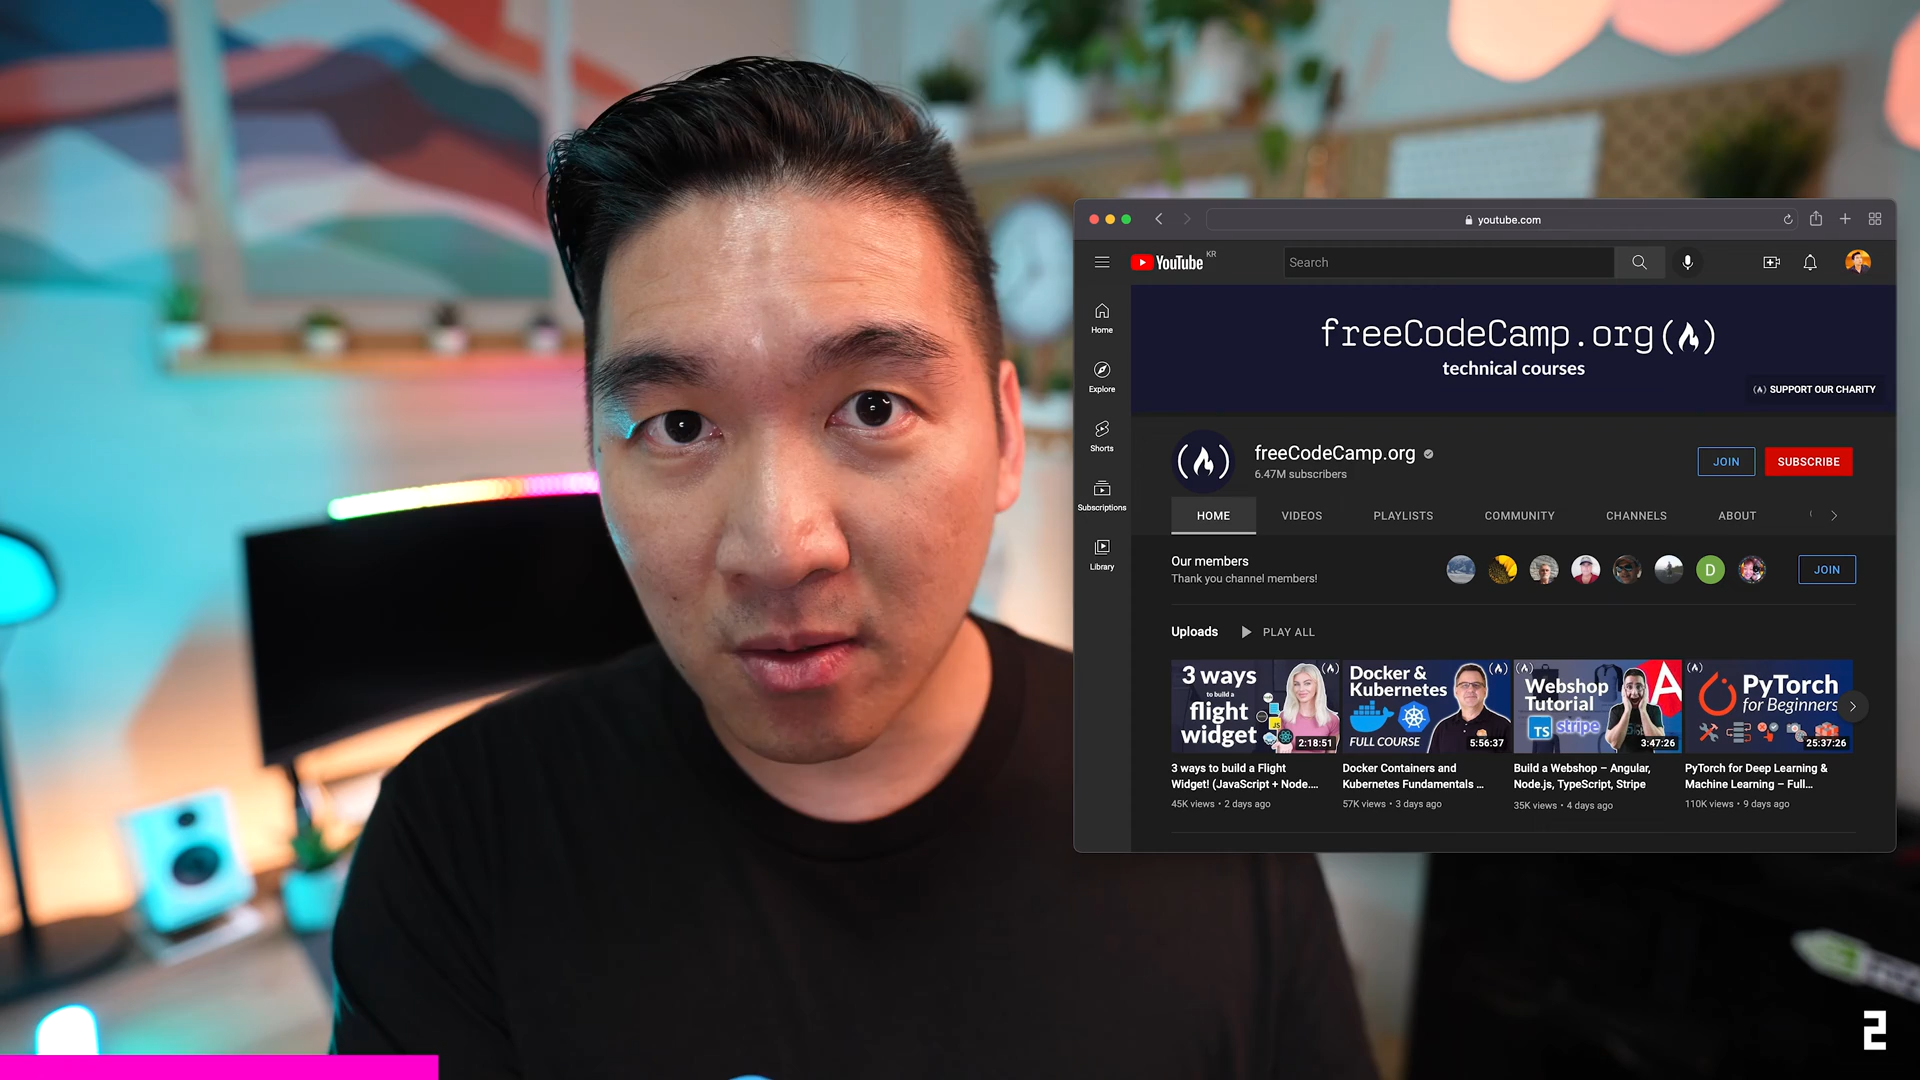 youtube.com
YouTube KR
Search
Home
Explore
Shorts
Subscriptions
Library
freeCodeCamp.org
technical courses
SUPPORT OUR CHARITY
freeCodeCamp.org
6.47M subscribers
JOIN
SUBSCRIBE
HOME
VIDEOS
PLAYLISTS
COMMUNITY
CHANNELS
ABOUT
Our members
Thank you channel members!
D
JOIN
Uploads
PLAY ALL
3 ways
to build a
flight
widget
JS
2:18:51
Docker &
Kubernetes
FULL COURSE
5:56:37
Webshop
Tutorial
TS stripe
A
3:47:26
PyTorch
for Beginners
25:37:26
3 ways to build a Flight
Widget! (JavaScript + Node....
45K views • 2 days ago
Docker Containers and
Kubernetes Fundamentals ...
57K views • 3 days ago
Build a Webshop – Angular,
Node.js, TypeScript, Stripe
35K views • 4 days ago
PyTorch for Deep Learning &
Machine Learning – Full...
110K views • 9 days ago
2